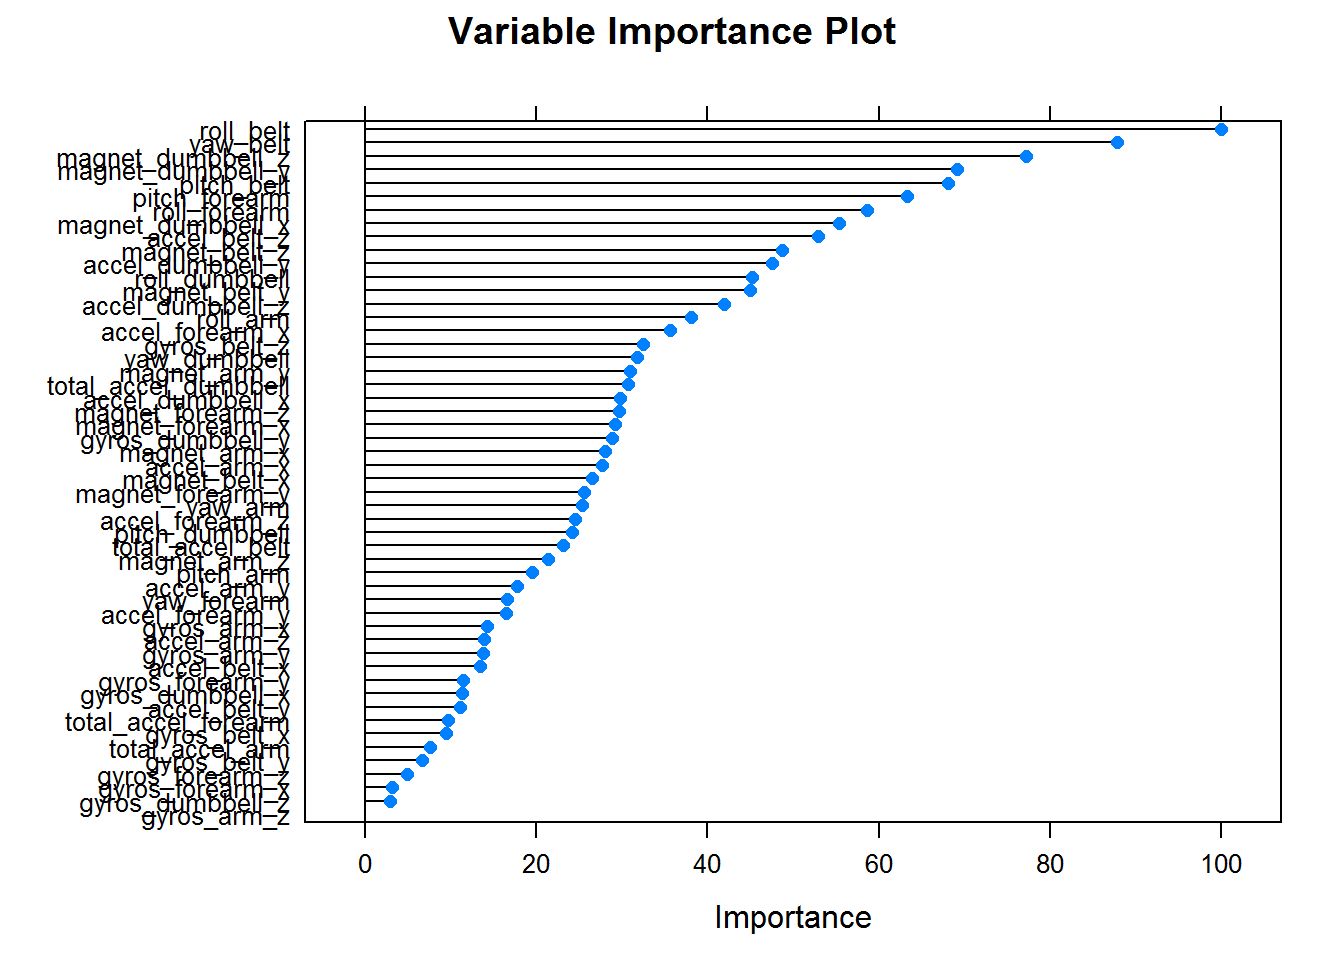 Variable Importance Plot
roll_belt
yaw_belt
magnet_dumbbell_z
magnet_dumbbell_y
pitch_belt
pitch_forearm
roll_forearm
magnet_dumbbell_x
accel_belt_z
magnet_belt_z
accel_dumbbell_y
roll_dumbbell
magnet_belt_y
accel_dumbbell_z
roll_arm
accel_forearm_x
gyros_belt_z
yaw_dumbbell
magnet_arm_y
total_accel_dumbbell
accel_dumbbell_x
magnet_forearm_z
magnet_forearm_x
gyros_dumbbell_y
magnet_arm_x
accel_arm_x
magnet_belt_x
magnet_forearm_y
yaw_arm
accel_forearm_z
pitch_dumbbell
total_accel_belt
magnet_arm_z
pitch_arm
accel_arm_y
yaw_forearm
accel_forearm_y
gyros_arm_x
accel_arm_z
gyros_arm_y
accel_belt_x
gyros_forearm_y
gyros_dumbbell_x
accel_belt_y
total_accel_forearm
gyros_belt_x
total_accel_arm
gyros_belt_y
gyros_forearm_z
gyros_forearm_x
gyros_dumbbell_z
gyros_arm_z
0 20 40 60 80 100
Importance